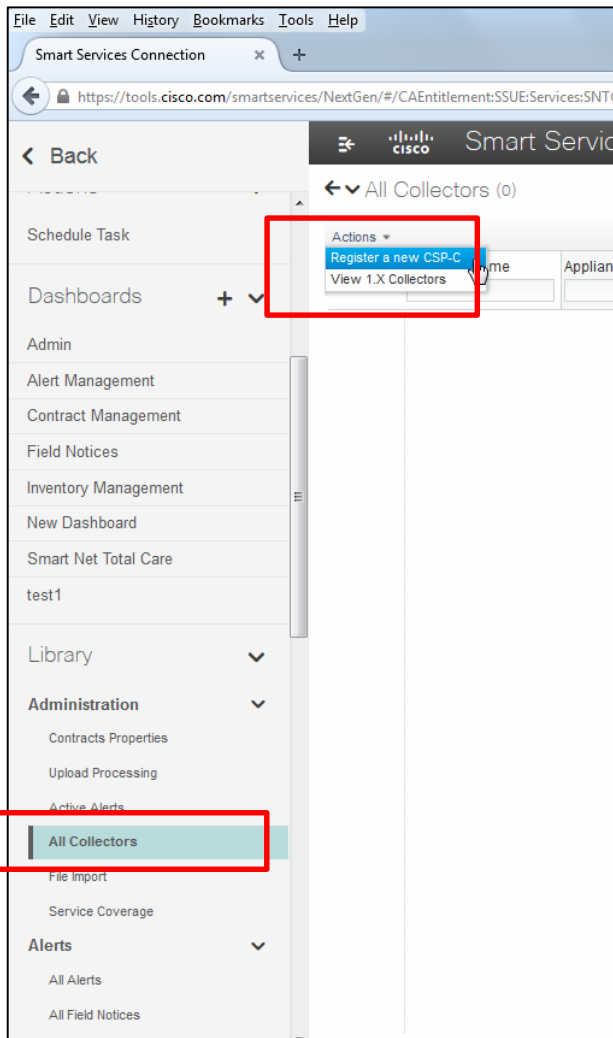 File Edit View History Bookmarks Tools Help
Smart Services Connection × +
https://tools.cisco.com/smartservices/NextGen/#/CAEntitlement:SSUE:Services:SNT
Back
cisco Smart Servic
All Collectors (0)
Schedule Task
Actions
Register a new CSP-C
me
Applian
View 1.X Collectors
Dashboards +
Admin
Alert Management
Contract Management
Field Notices
Inventory Management
New Dashboard
Smart Net Total Care
test1
Library
Administration
Contracts Properties
Upload Processing
Active Alerts
All Collectors
File Import
Service Coverage
Alerts
All Alerts
All Field Notices